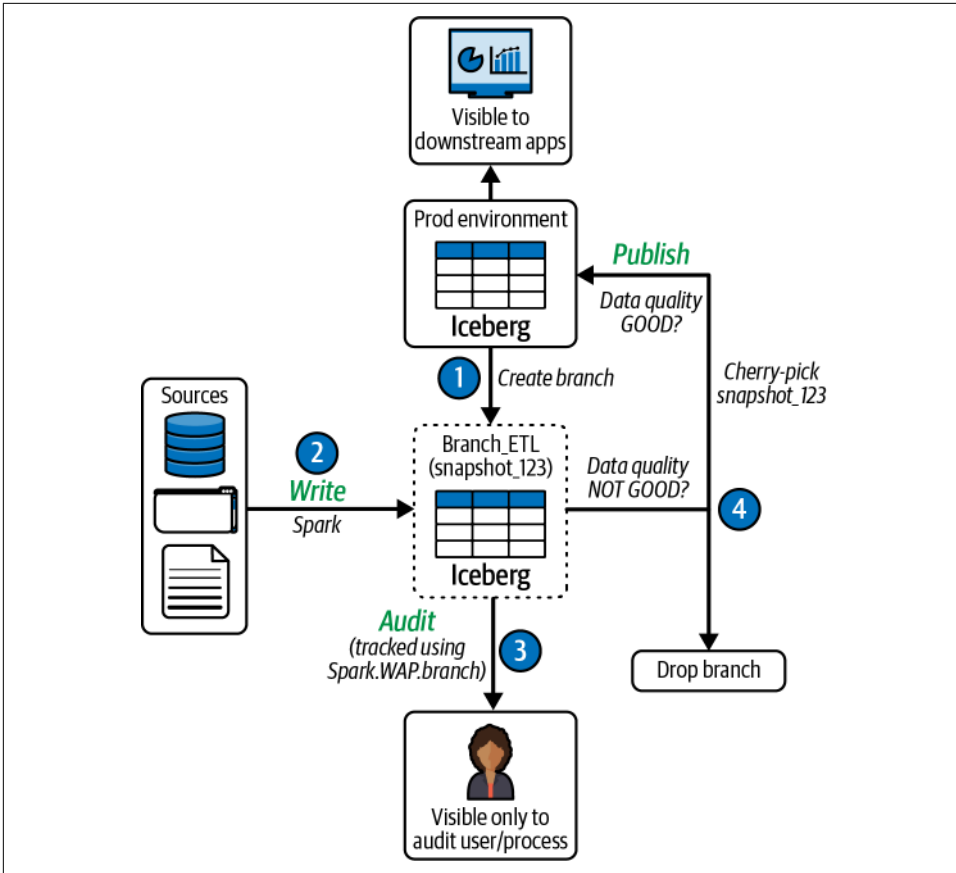 Visible to
downstream apps
Prod environment
Iceberg
Publish
Data quality
GOOD?
1
Create branch
Cherry-pick
snapshot_123
Sources
2
Write
Spark
Branch_ETL
(snapshot_123)
Iceberg
Data quality
NOT GOOD?
4
Audit
(tracked using
Spark.WAP.branch)
3
Drop branch
Visible only to
audit user/process